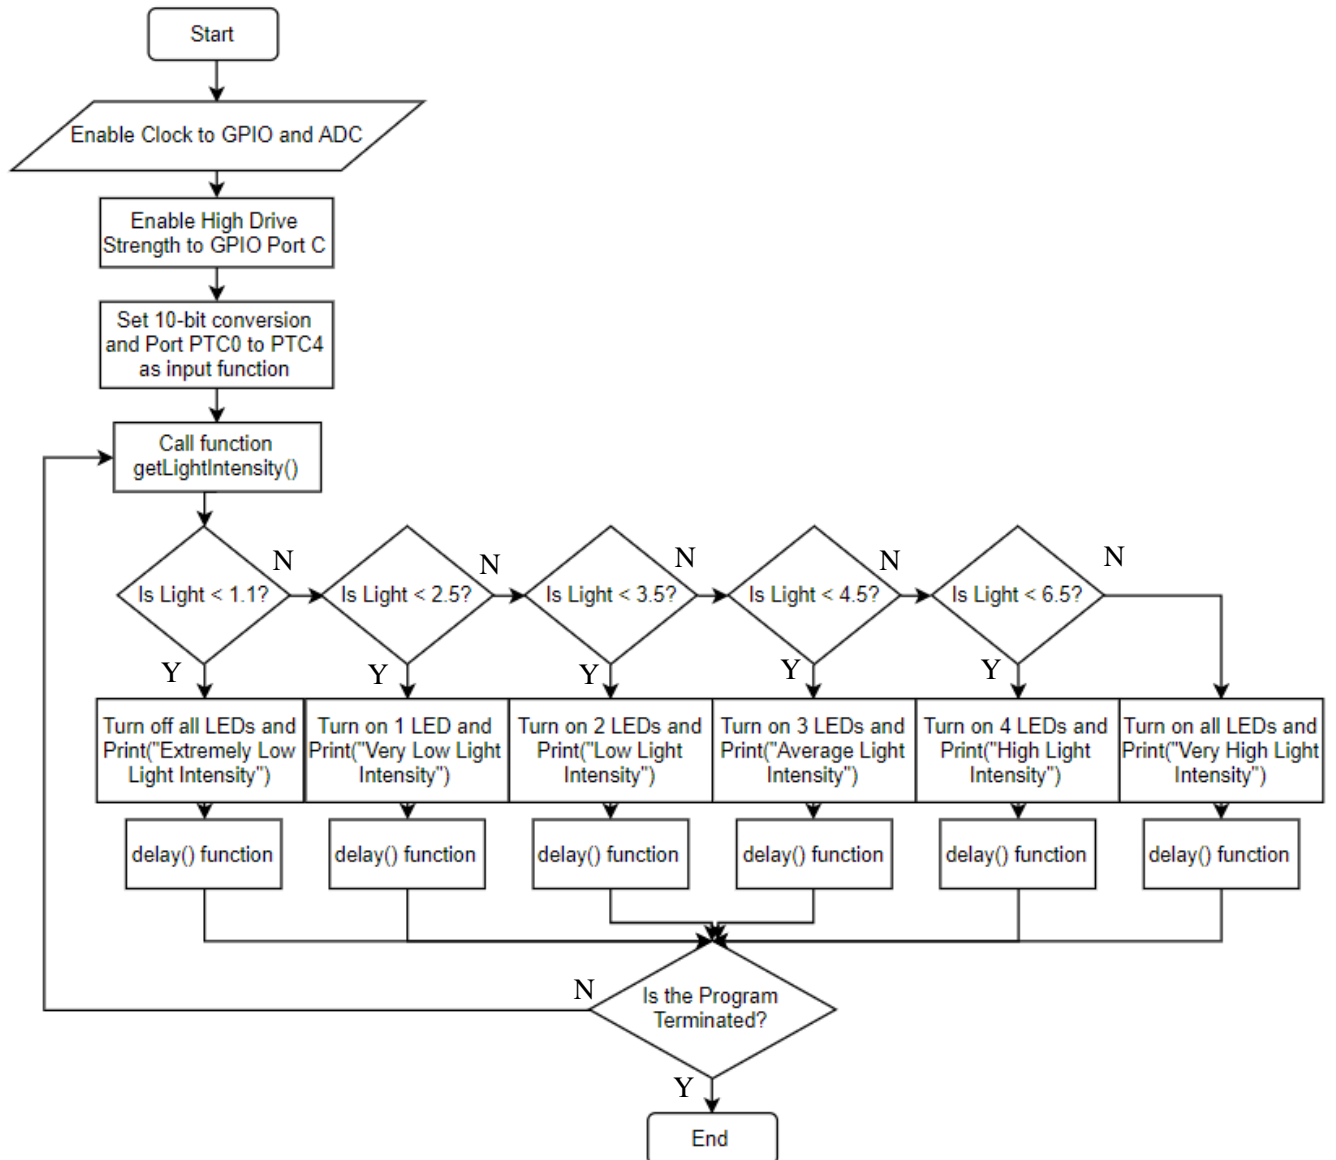 Start
Enable Clock to GPIO and ADC
Enable High Drive
Strength to GPIO Port C
Set 10-bit conversion
and Port PTC0 to PTC4
as input function
Call function
getLightIntensity()
Is Light < 1.1?
N
Is Light < 2.5?
N
Is Light < 3.5?
N
Is Light < 4.5?
N
Is Light < 6.5?
N
Y
Y
Y
Y
Y
Turn off all LEDs and
Print("Extremely Low
Light Intensity")
Turn on 1 LED and
Print("Very Low Light
Intensity")
Turn on 2 LEDs and
Print("Low Light
Intensity")
Turn on 3 LEDs and
Print("Average Light
Intensity")
Turn on 4 LEDs and
Print("High Light
Intensity")
Turn on all LEDs and
Print("Very High Light
Intensity")
delay() function
delay() function
delay() function
delay() function
delay() function
delay() function
N
Is the Program
Terminated?
Y
End